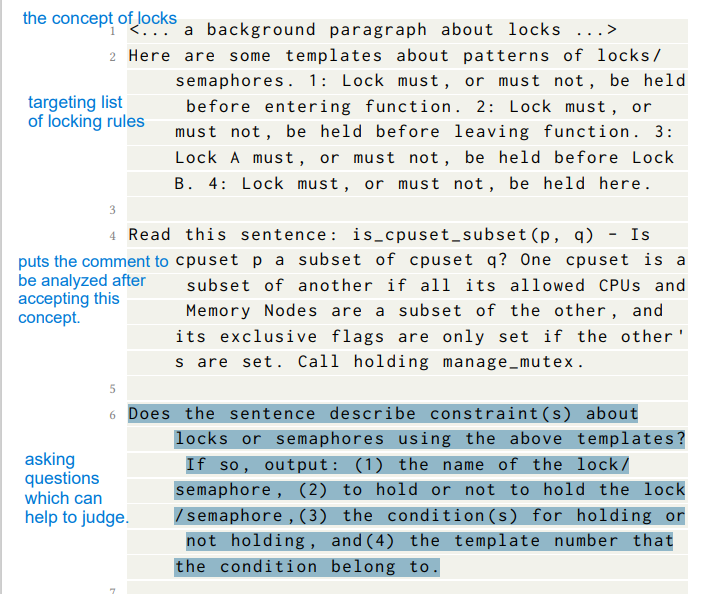 the concept of locks
1 <... a background paragraph about locks ...>
2 Here are some templates about patterns of locks/
semaphores. 1: Lock must, or must not, be held
targeting list
of locking rules
before entering function. 2: Lock must, or
must not, be held before leaving function. 3:
Lock A must, or must not, be held before Lock
B. 4: Lock must, or must not, be held here.
3
4 Read this sentence: is_cpuset_subset(p, q) - Is
puts the comment to
be analyzed after
accepting this
concept.
cpuset p a subset of cpuset q? One cpuset is a
subset of another if all its allowed CPUs and
Memory Nodes are a subset of the other, and
its exclusive flags are only set if the other'
s are set. Call holding manage_mutex.
5
6 Does the sentence describe constraint(s) about
locks or semaphores using the above templates?
asking
questions
which can
help to judge.
If so, output: (1) the name of the lock/
semaphore, (2) to hold or not to hold the lock
/semaphore,(3) the condition(s) for holding or
not holding, and(4) the template number that
the condition belong to.
7